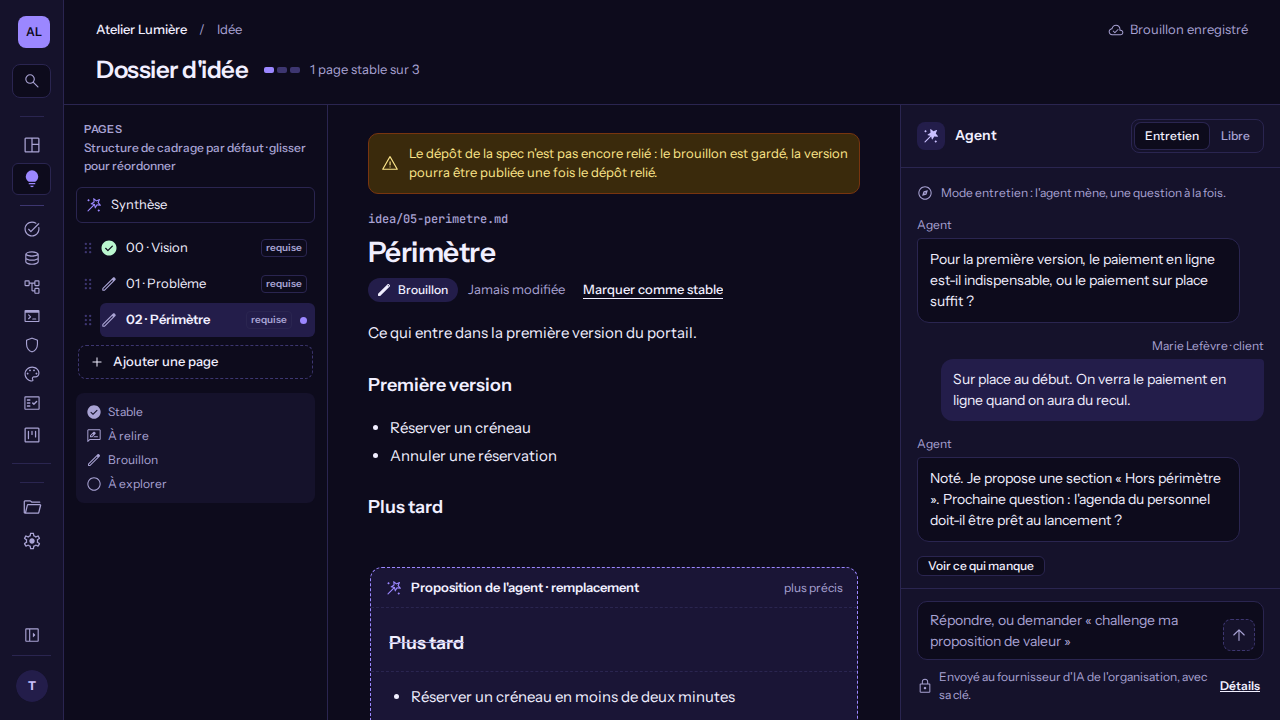 AL
Atelier Lumière / Idée
Brouillon enregistré
Dossier d'idée
1 page stable sur 3
PAGES
Structure de cadrage par défaut · glisser
pour réordonner
Synthèse
00 · Vision requise
01 · Problème requise
02 · Périmètre requise
Ajouter une page
Stable
À relire
Brouillon
À explorer
T
Le dépôt de la spec n'est pas encore relié : le brouillon est gardé, la version
pourra être publiée une fois le dépôt relié.
idea/05-perimetre.md
Périmètre
Brouillon Jamais modifiée Marquer comme stable
Ce qui entre dans la première version du portail.
Première version
• Réserver un créneau
• Annuler une réservation
Plus tard
Proposition de l'agent · remplacement plus précis
Plus tard
• Réserver un créneau en moins de deux minutes
Agent
Entretien Libre
Mode entretien : l'agent mène, une question à la fois.
Agent
Pour la première version, le paiement en ligne
est-il indispensable, ou le paiement sur place
suffit ?
Marie Lefèvre · client
Sur place au début. On verra le paiement en
ligne quand on aura du recul.
Agent
Noté. Je propose une section « Hors périmètre
». Prochaine question : l'agenda du personnel
doit-il être prêt au lancement ?
Voir ce qui manque
Répondre, ou demander « challenge ma
proposition de valeur »
Envoyé au fournisseur d'IA de l'organisation, avec
sa clé.
Détails